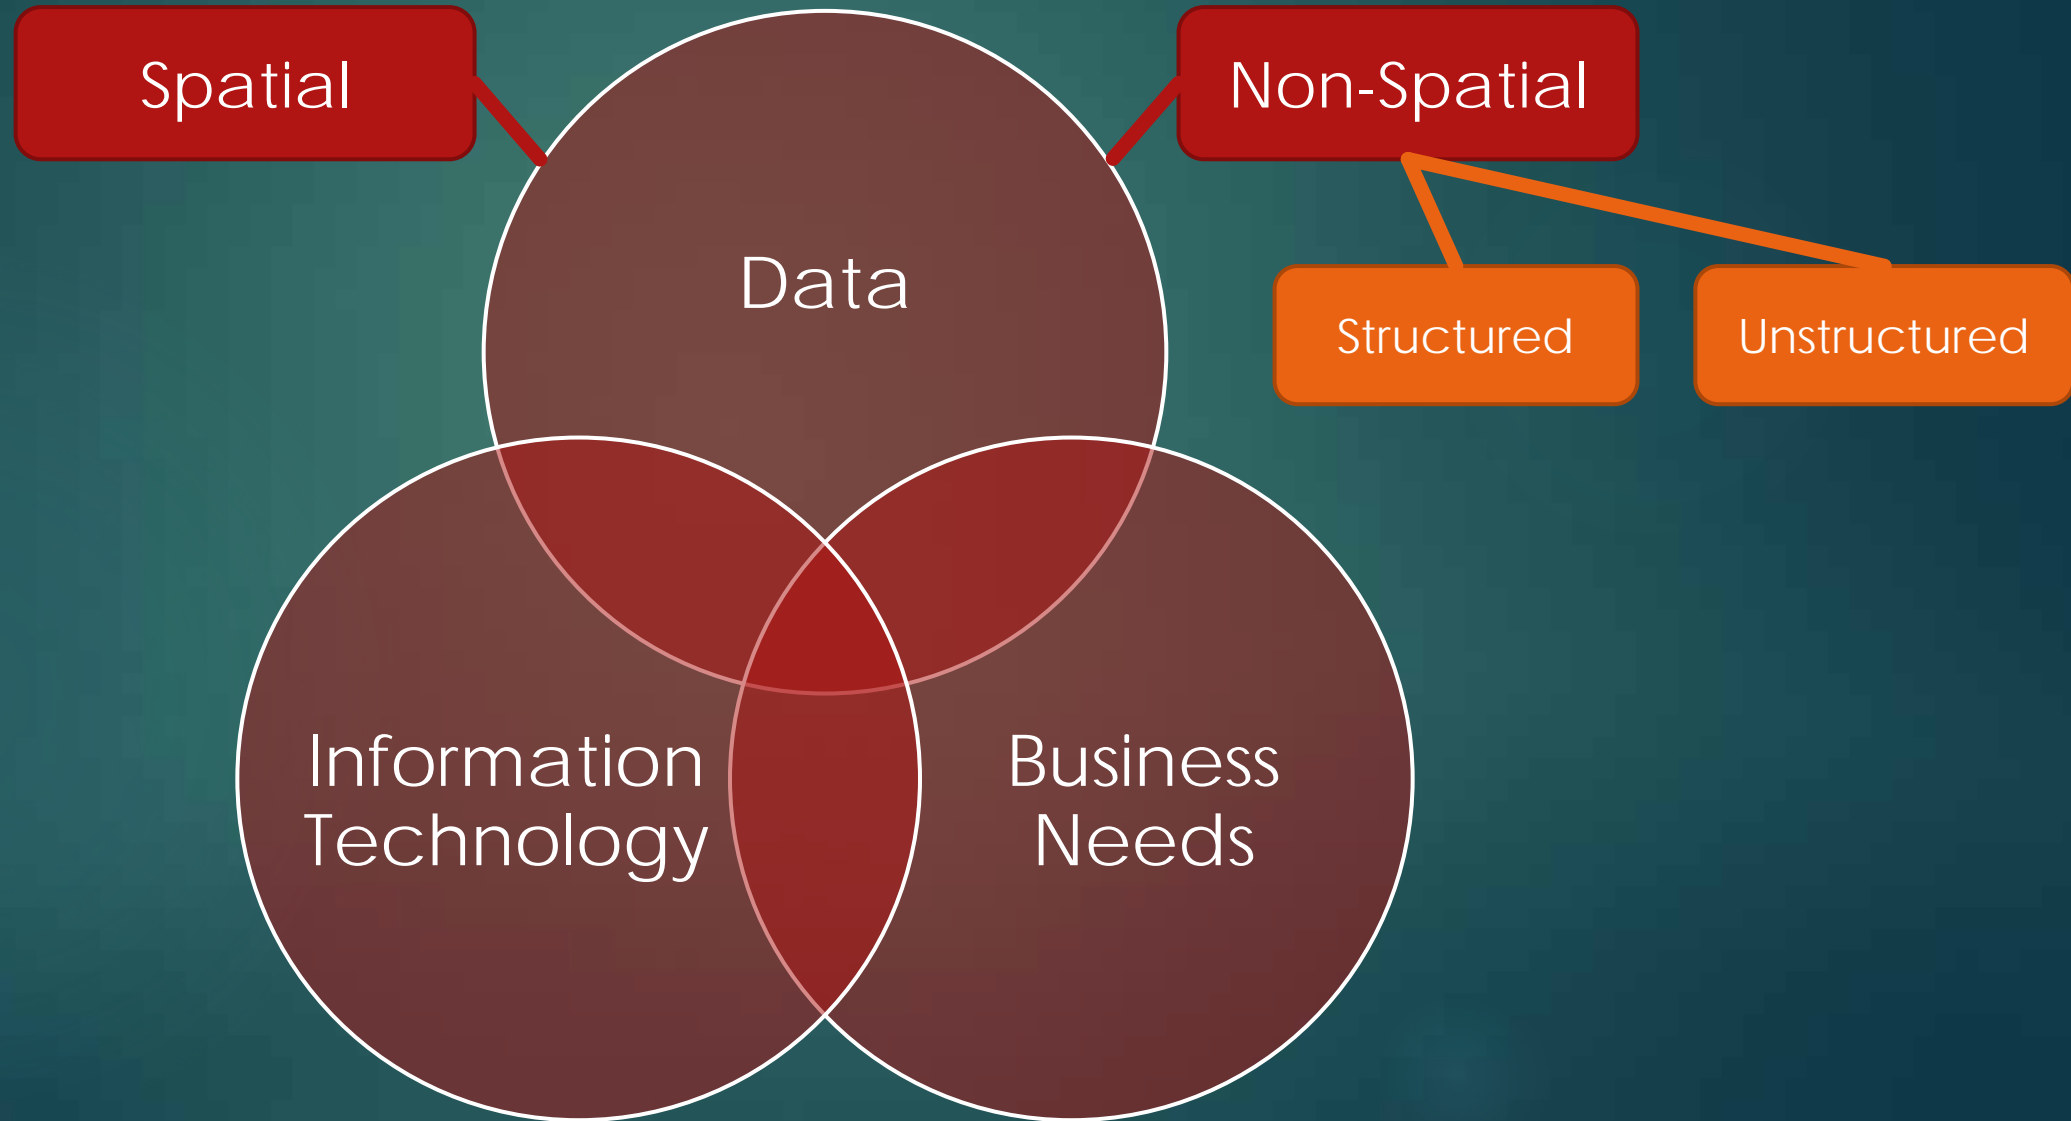 Spatial
Non-Spatial
Data
Structured
Unstructured
Information
Technology
Business
Needs